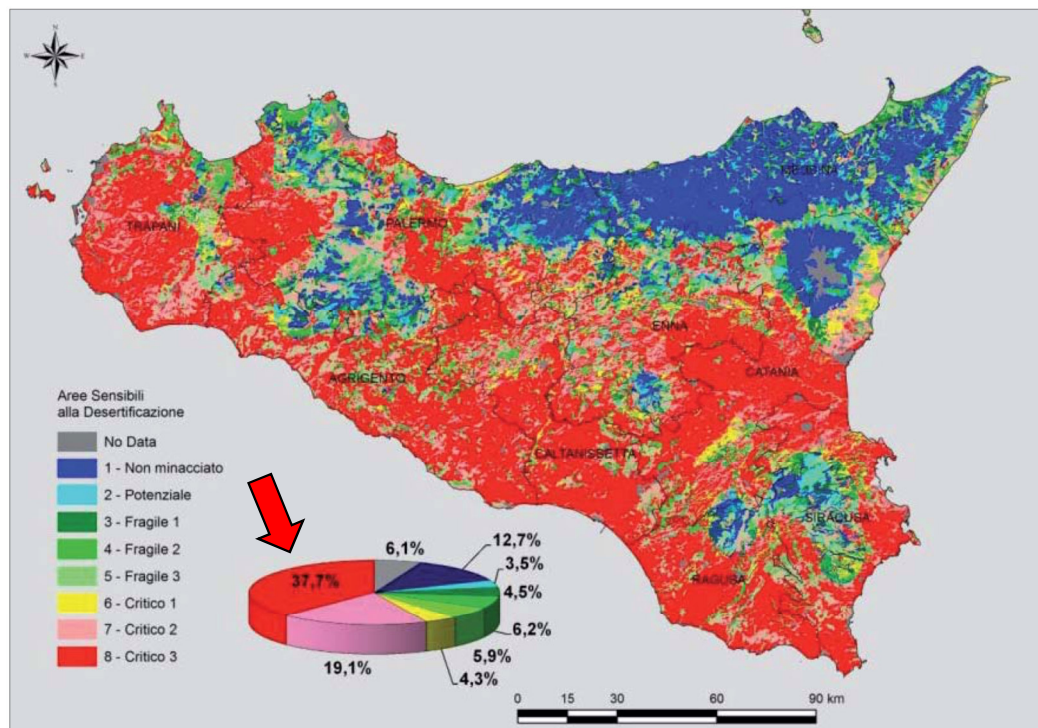 N
W
E
S
MESSINA
TRAPANI
PALERMO
ENNA
AGRIGENTO
CATANIA
CALTANISSETTA
SIRACUSA
RAGUSA
Aree Sensibili
alla Desertificazione
No Data
1 - Non minacciato
2 - Potenziale
3 - Fragile 1
4 - Fragile 2
5 - Fragile 3
6 - Critico 1
7 - Critico 2
8 - Critico 3
6,1%
12,7%
3,5%
4,5%
6,2%
5,9%
4,3%
19,1%
37,7%
0 15 30 60 90 km